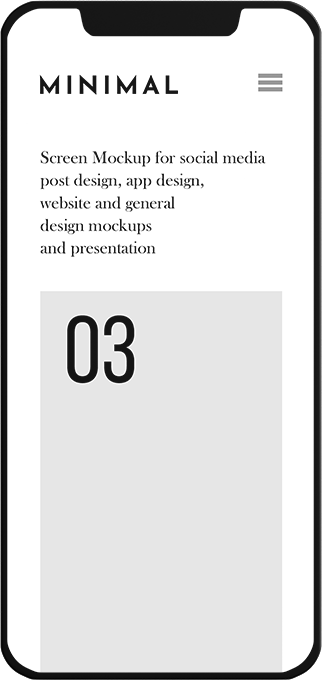 MINIMAL
Screen Mockup for social media
post design, app design,
website and general
design mockups
and presentation
03